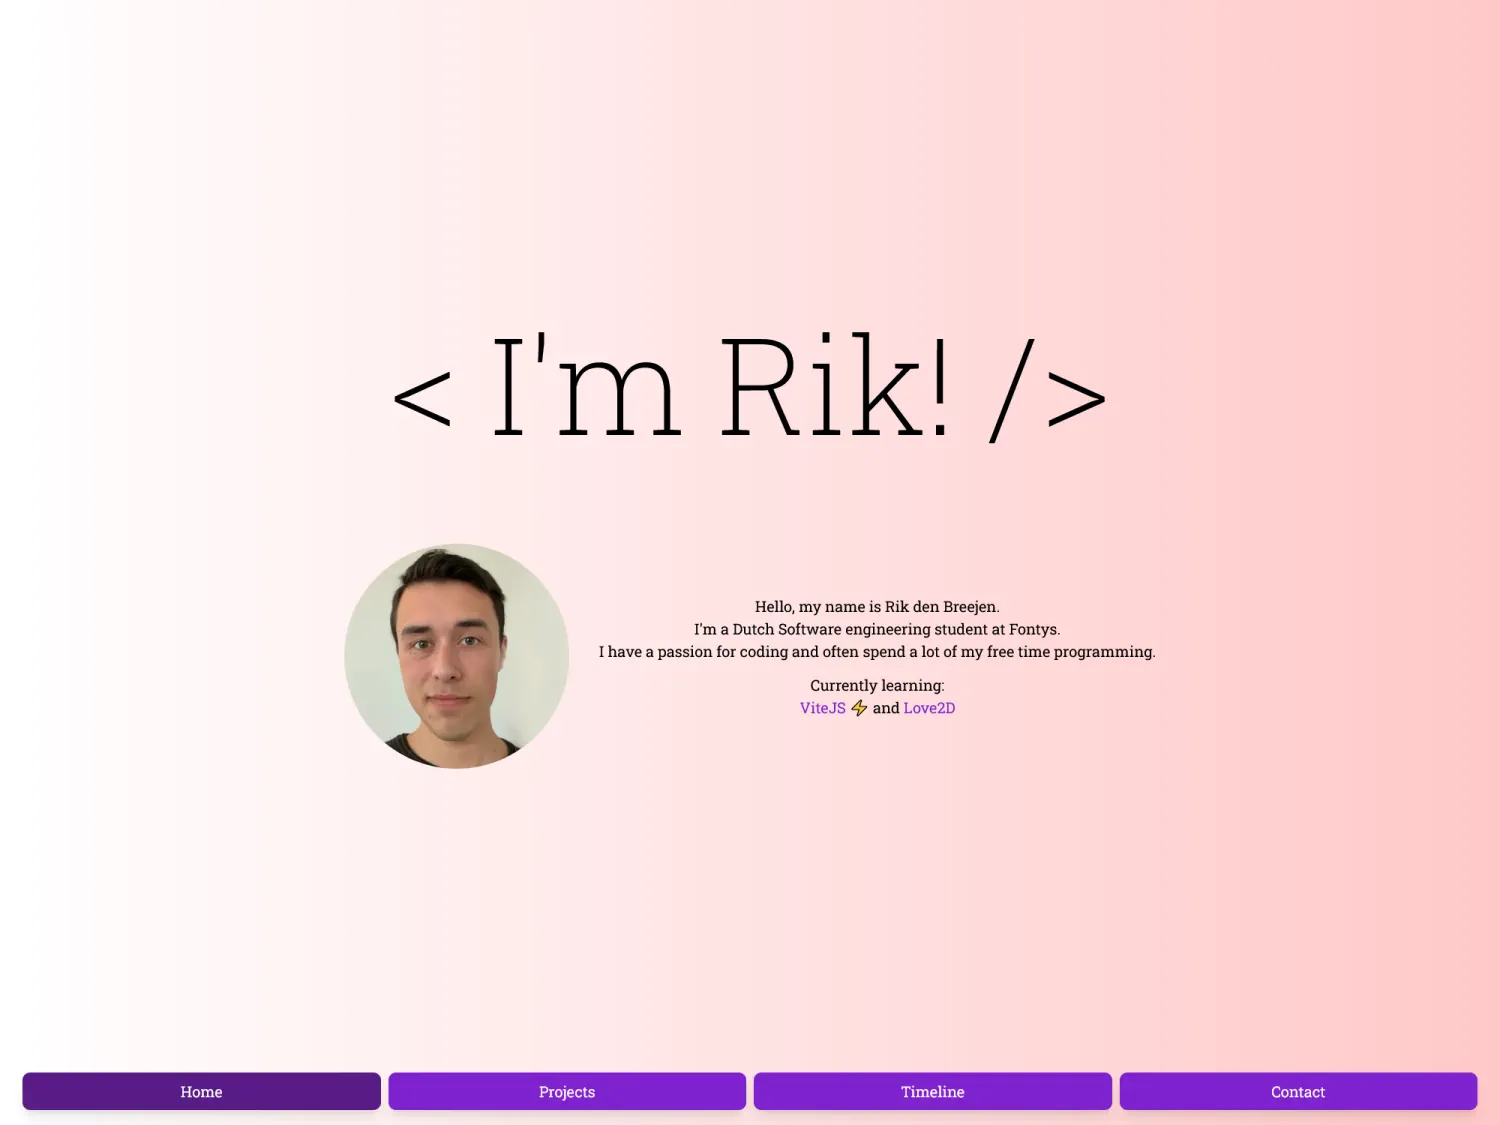 < I'm Rik! />
Hello, my name is Rik den Breejen.
I'm a Dutch Software engineering student at Fontys.
I have a passion for coding and often spend a lot of my free time programming.
Currently learning:
ViteJS ⚡ and Love2D
Home
Projects
Timeline
Contact